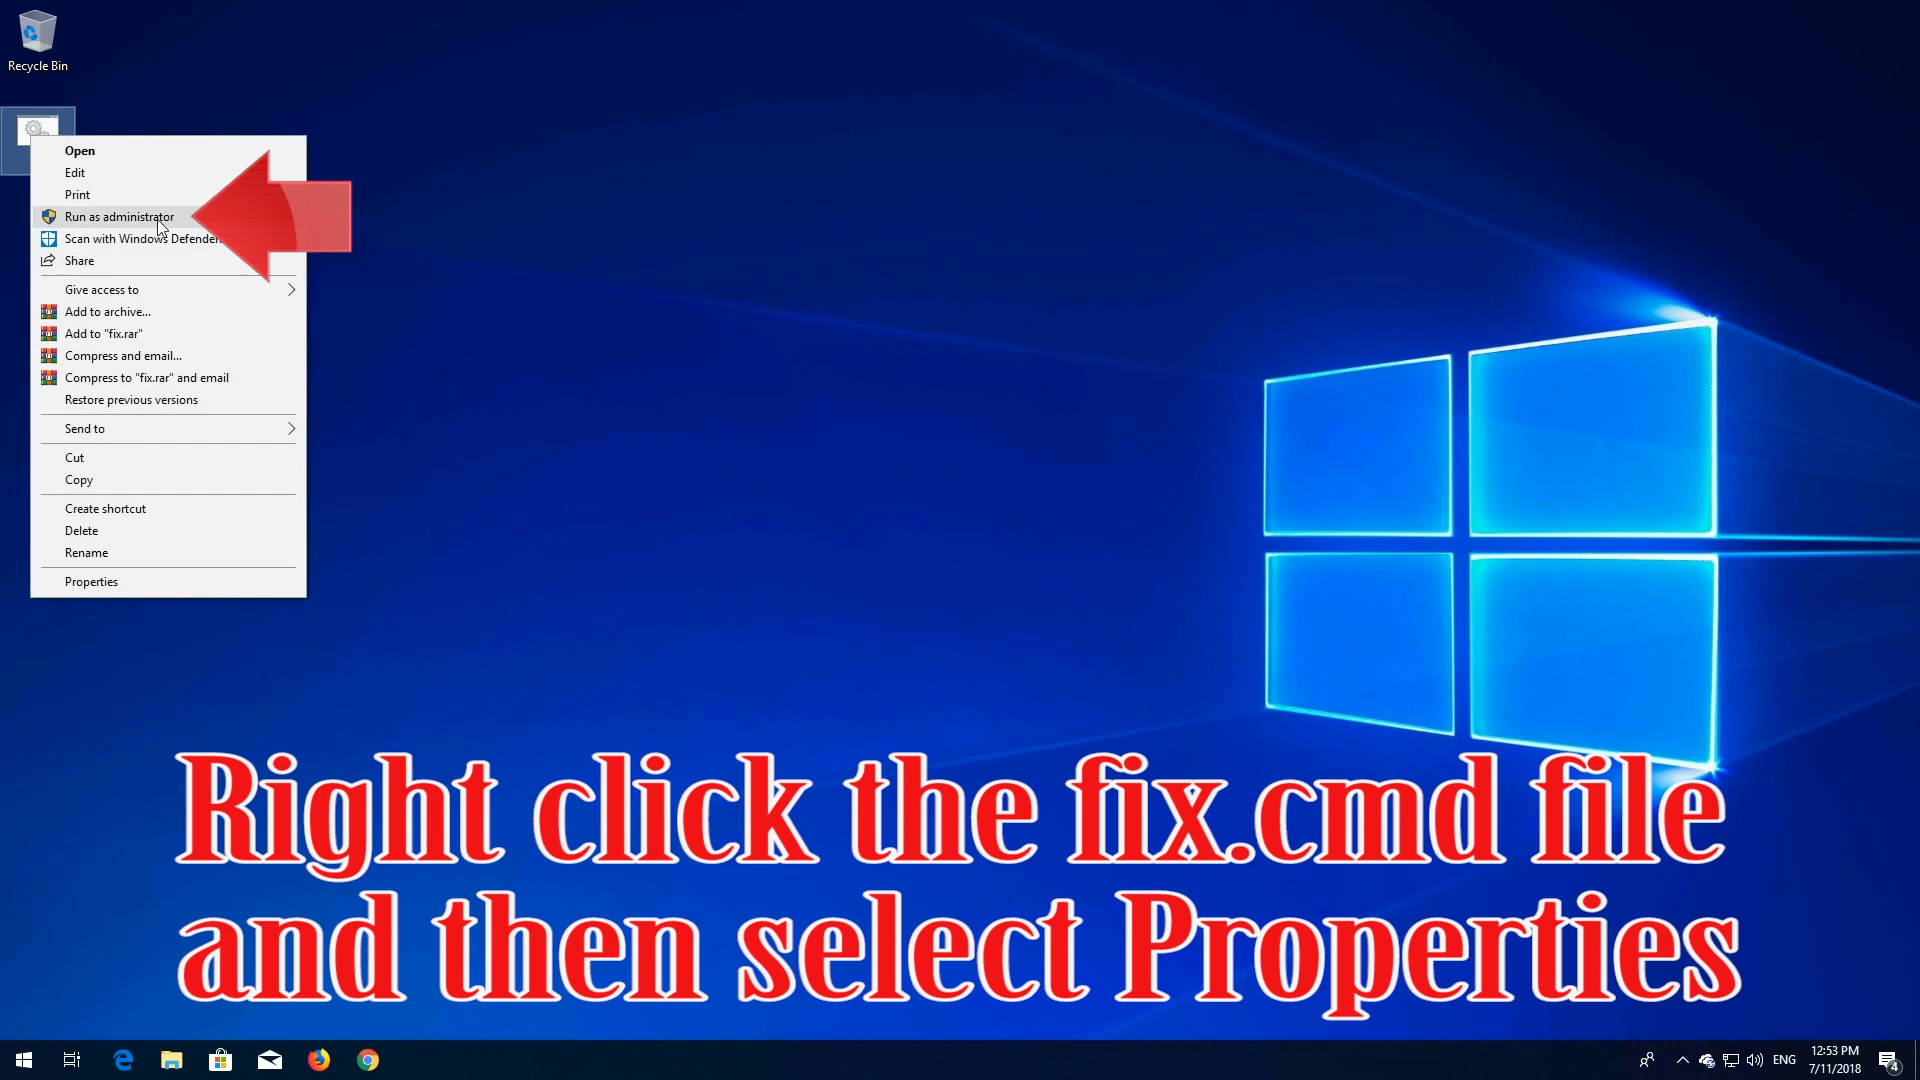 Recycle Bin
Open
Edit
Print
Run as administrator
Scan with Windows Defender
Share
Give access to
Add to archive...
Add to "fix.rar"
Compress and email...
Compress to "fix.rar" and email
Restore previous versions
Send to
Cut
Copy
Create shortcut
Delete
Rename
Properties
Right click the fix.cmd file
and then select Properties
ENG
12:53 PM
7/11/2018
4